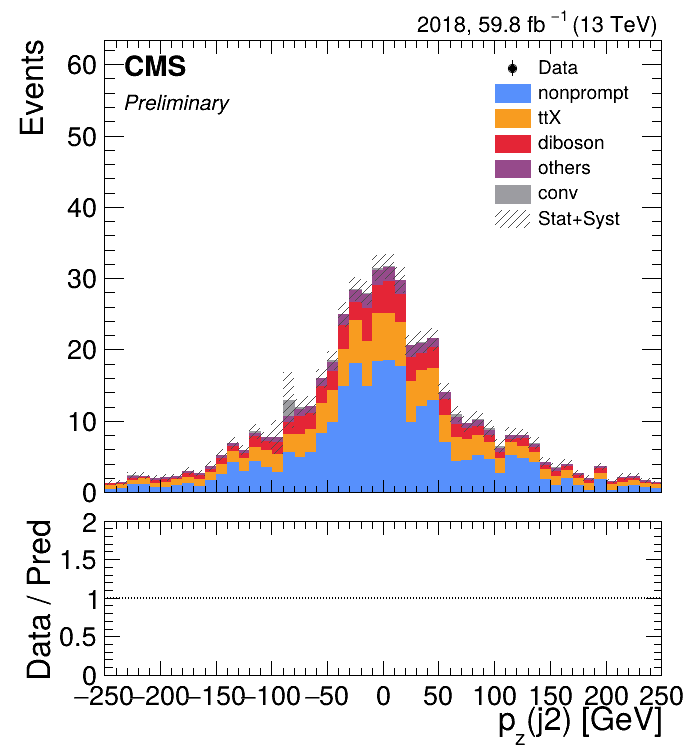 2018, 59.8 fb⁻¹ (13 TeV)
CMS
Preliminary
Events
60
50
40
30
20
10
0
Data
nonprompt
ttX
diboson
others
conv
Stat+Syst
Data / Pred
2
1.5
1
0.5
0
−250 −200 −150 −100 −50 0 50 100 150 200 250
p_z(j2) [GeV]